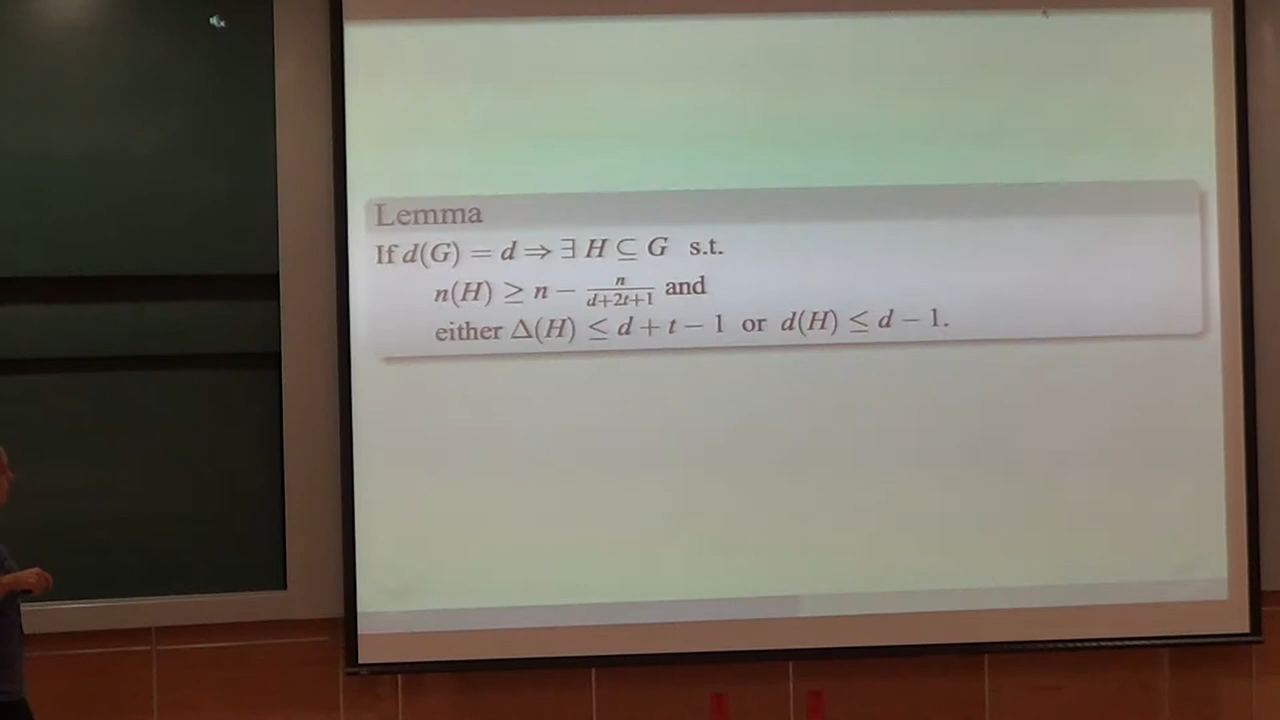 Lemma
If d(G) = d ⇒ ∃ H ⊆ G s.t.
n(H) ≥ n − n/(d+2t+1) and
either Δ(H) ≤ d + t − 1 or d(H) ≤ d − 1.